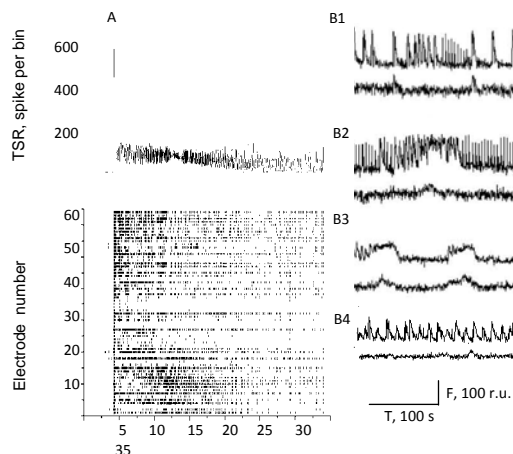 A
TSR, spike per bin
600
400
200
Electrode number
60
50
40
30
20
10
5 10 15 20 25 30
35
B1
B2
B3
B4
F, 100 r.u.
T, 100 s